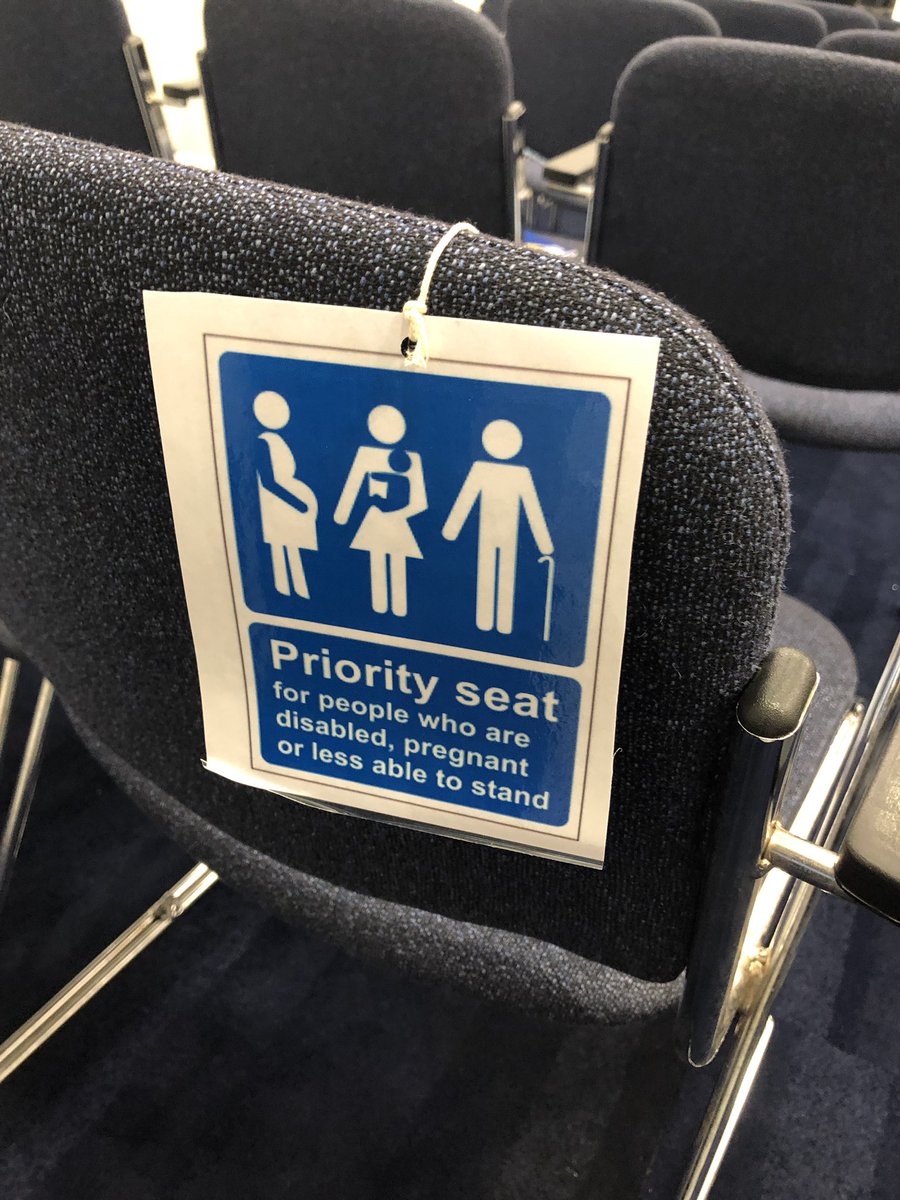 Priority seat
for people who are
disabled, pregnant
or less able to stand